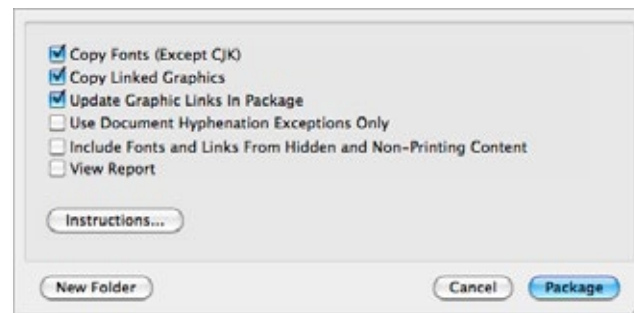 Copy Fonts (Except CJK)
Copy Linked Graphics
Update Graphic Links In Package
Use Document Hyphenation Exceptions Only
Include Fonts and Links From Hidden and Non-Printing Content
View Report
Instructions...
New Folder Cancel Package